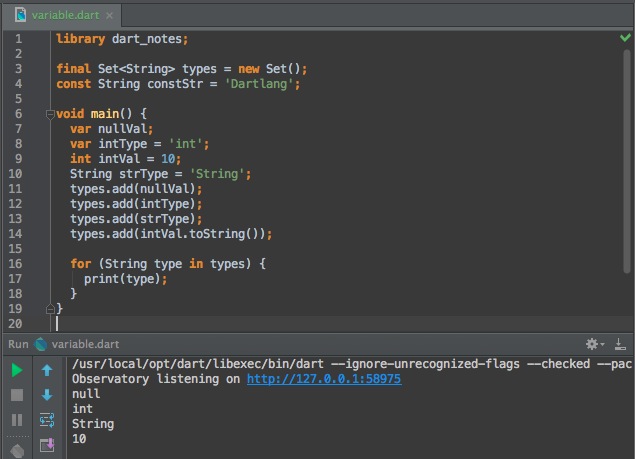 variable.dart
1 library dart_notes;
2
3 final Set<String> types = new Set();
4 const String constStr = 'Dartlang';
5
6 void main() {
7 var nullVal;
8 var intType = 'int';
9 int intVal = 10;
10 String strType = 'String';
11 types.add(nullVal);
12 types.add(intType);
13 types.add(strType);
14 types.add(intVal.toString());
15
16 for (String type in types) {
17 print(type);
18 }
19 }
20
Run variable.dart
/usr/local/opt/dart/libexec/bin/dart --ignore-unrecognized-flags --checked --pac
Observatory listening on http://127.0.0.1:58975
null
int
String
10